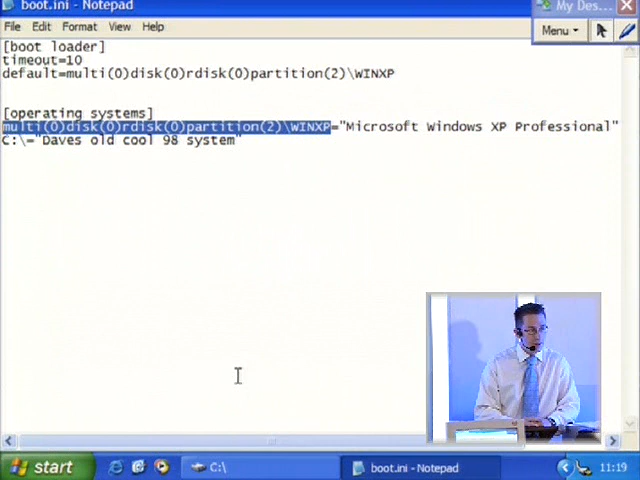 boot.ini - Notepad
My Des...
File Edit Format View Help
Menu
[boot loader]
timeout=10
default=multi(0)disk(0)rdisk(0)partition(2)\WINXP
[operating systems]
multi(0)disk(0)rdisk(0)partition(2)\WINXP="Microsoft Windows XP Professional"
C:\="Daves old cool 98 system"
start
C:\
boot.ini - Notepad
11:19